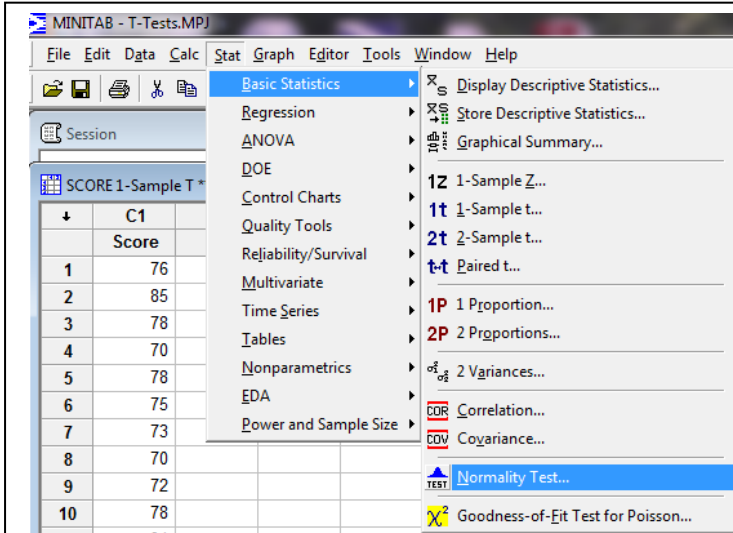 MINITAB - T-Tests.MPJ
File Edit Data Calc Stat Graph Editor Tools Window Help
Session
SCORE 1-Sample T *
C1
Score
1 76
2 85
3 78
4 70
5 78
6 75
7 73
8 70
9 72
10 78
Basic Statistics
Regression
ANOVA
DOE
Control Charts
Quality Tools
Reliability/Survival
Multivariate
Time Series
Tables
Nonparametrics
EDA
Power and Sample Size
Display Descriptive Statistics...
Store Descriptive Statistics...
Graphical Summary...
1Z 1-Sample Z...
1t 1-Sample t...
2t 2-Sample t...
t-t Paired t...
1P 1 Proportion...
2P 2 Proportions...
2 Variances...
COR Correlation...
COV Covariance...
TEST Normality Test...
χ² Goodness-of-Fit Test for Poisson...